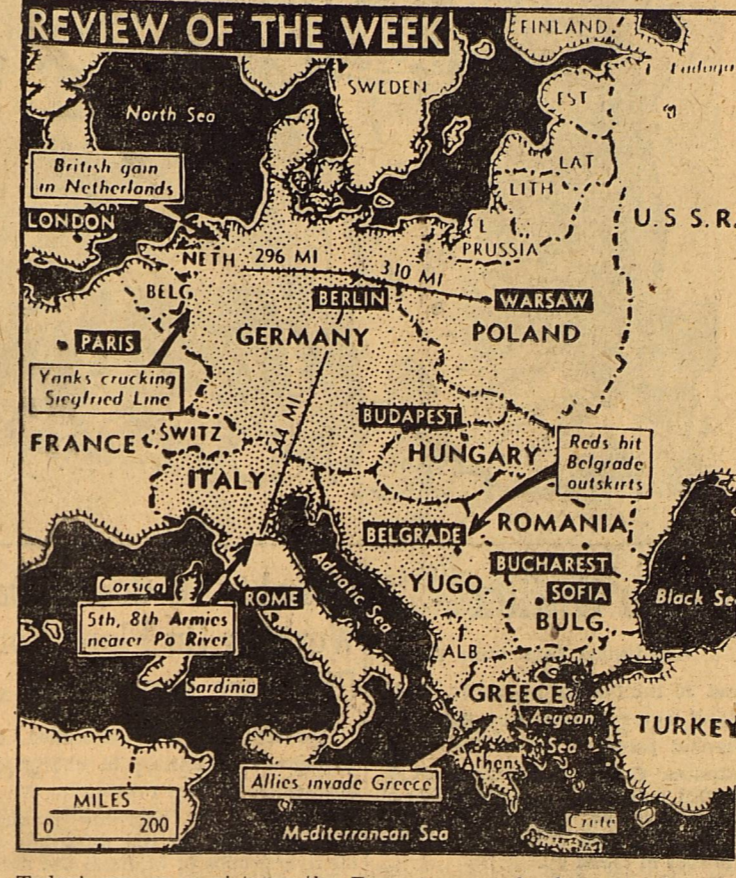 REVIEW OF THE WEEK
FINLAND
SWEDEN
EST
North Sea
LAT
British gain
in Netherlands
LITH
LONDON
U.S.S.R.
PRUSSIA
NETH
296 MI
310 MI
BELG
BERLIN
WARSAW
GERMANY
POLAND
PARIS
Yanks cracking
Siegfried Line
544 MI
BUDAPEST
FRANCE
SWITZ
HUNGARY
Reds hit
Belgrade
outskirts
ITALY
BELGRADE
ROMANIA
Adriatic Sea
BUCHAREST
Corsica
YUGO
SOFIA
Black Se
ROME
5th, 8th Armies
nearer Po River
BULG
ALB
Sardinia
GREECE
Aegean
Sea
TURKEY
Athens
Allies invade Greece
MILES
0 200
Crete
Mediterranean Sea